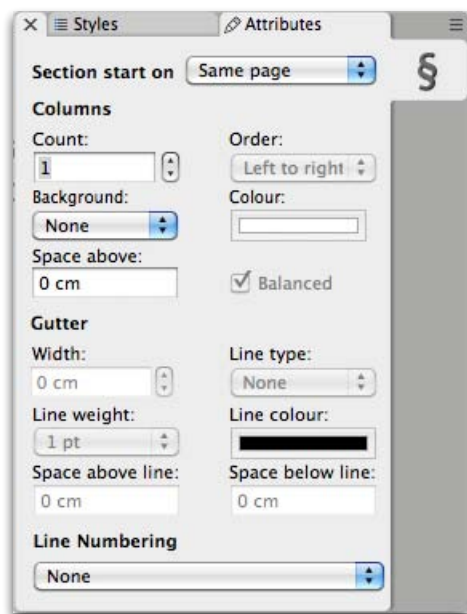 Styles Attributes
Section start on Same page
§
Columns
Count: Order:
1 Left to right
Background: Colour:
None
Space above:
0 cm Balanced
Gutter
Width: Line type:
0 cm None
Line weight: Line colour:
1 pt
Space above line: Space below line:
0 cm 0 cm
Line Numbering
None